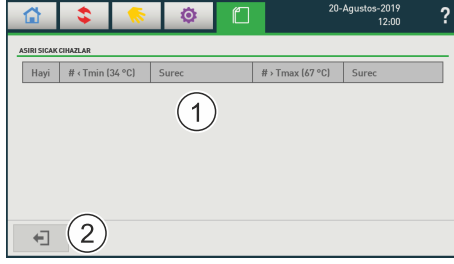 20-Agustos-2019
12:00
?
ASIRI SICAK CIHAZLAR
Hayi # ‹ Tmin (34 °C) Surec # › Tmax (67 °C) Surec
1
2